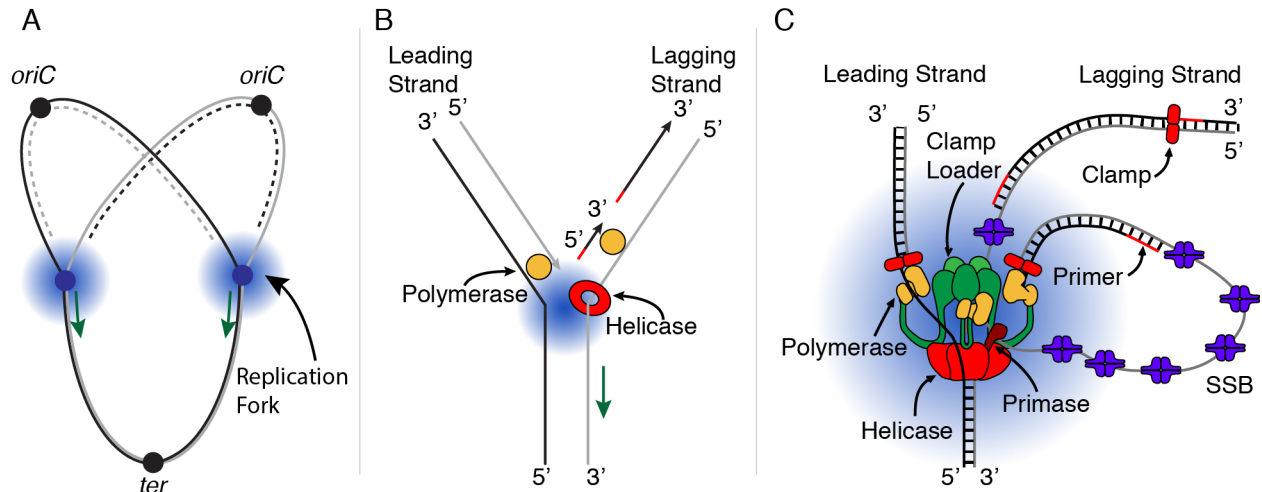 A
oriC
oriC
Replication
Fork
ter
B
Leading
Strand
Lagging
Strand
5’
3’
3’
5’
3’
5’
Polymerase
Helicase
5’
3’
C
Leading Strand
Lagging Strand
3’
5’
3’
5’
Clamp
Loader
Clamp
Primer
Polymerase
SSB
Primase
Helicase
5’
3’